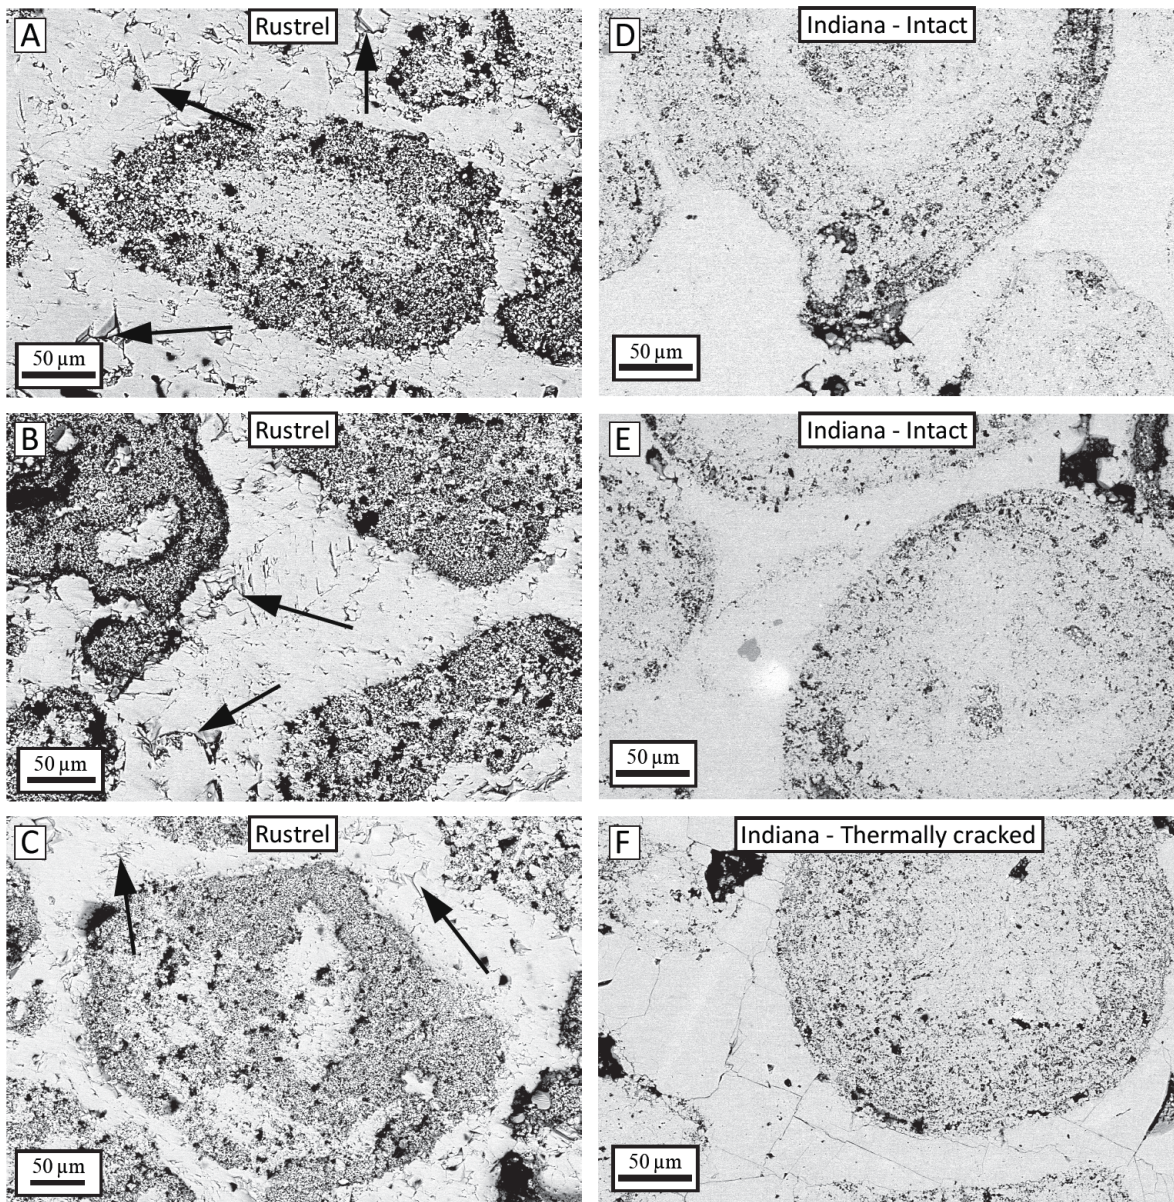 A
Rustrel
50 µm
B
Rustrel
50 µm
C
Rustrel
50 µm
D
Indiana - Intact
50 µm
E
Indiana - Intact
50 µm
F
Indiana - Thermally cracked
50 µm